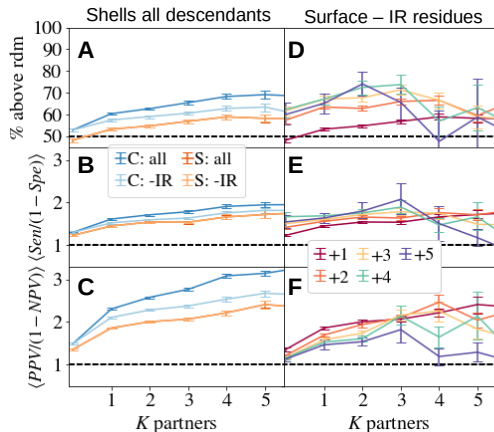 Shells all descendants
Surface – IR residues
% above rdm
100
90
80
70
60
50
40
A
D
⟨Sen/(1 − Spe)⟩
3
2
1
B
C: all
S: all
C: -IR
S: -IR
E
⟨PPV/(1 − NPV)⟩
3
2
1
C
+1
+3
+5
+2
+4
F
1 2 3 4 5
1 2 3 4 5
K partners
K partners